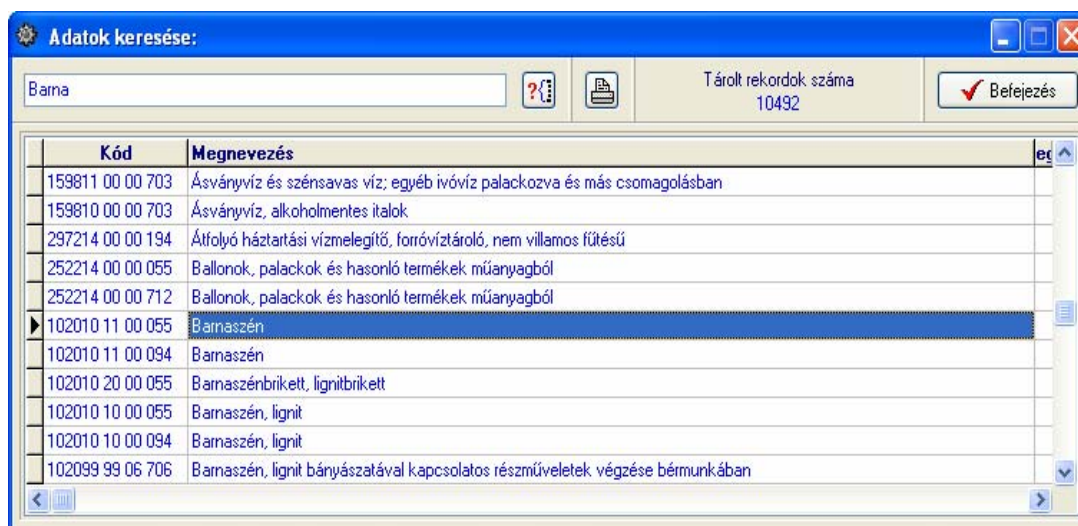 Adatok keresése:
Barna
Tárolt rekordok száma
10492
Befejezés
Kód Megnevezés eg
159811 00 00 703 Ásványvíz és szénsavas víz; egyéb ivóvíz palackozva és más csomagolásban
159810 00 00 703 Ásványvíz, alkoholmentes italok
297214 00 00 194 Átfolyó háztartási vízmelegítő, forróvíztároló, nem villamos fűtésű
252214 00 00 055 Ballonok, palackok és hasonló termékek műanyagból
252214 00 00 712 Ballonok, palackok és hasonló termékek műanyagból
102010 11 00 055 Barnaszén
102010 11 00 094 Barnaszén
102010 20 00 055 Barnaszénbrikett, lignitbrikett
102010 10 00 055 Barnaszén, lignit
102010 10 00 094 Barnaszén, lignit
102099 99 06 706 Barnaszén, lignit bányászatával kapcsolatos részműveletek végzése bérmunkában